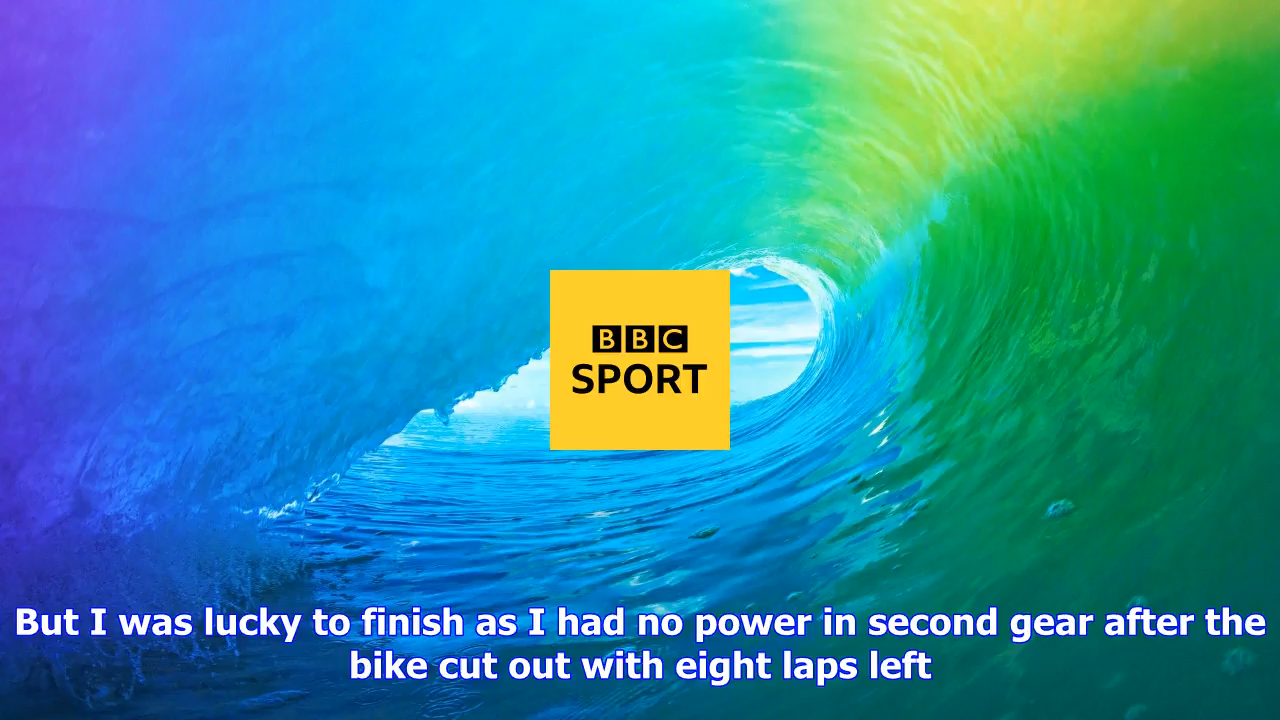 BBC
SPORT
But I was lucky to finish as I had no power in second gear after the
bike cut out with eight laps left